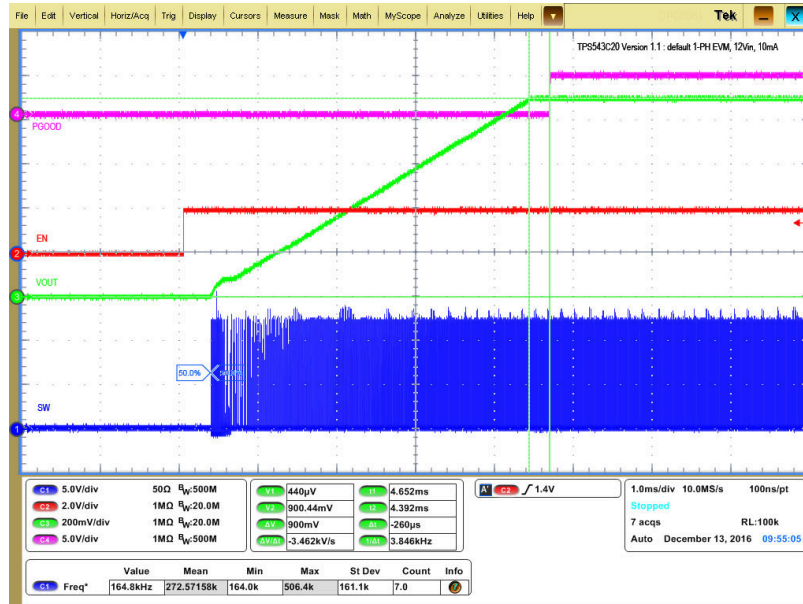 File Edit Vertical Horiz/Acq Trig Display Cursors Measure Mask Math MyScope Analyze Utilities Help Tek X
TPS543C20 Version 1.1 : default 1-PH EVM, 12Vin, 10mA
4
PGOOD
EN
2
VOUT
3
50.0%
SW
1
C1 5.0V/div 50Ω BW:500M
C2 2.0V/div 1MΩ BW:20.0M
C3 200mV/div 1MΩ BW:20.0M
C4 5.0V/div 1MΩ BW:500M
V1 440µV t1 4.652ms
V2 900.44mV t2 4.392ms
ΔV 900mV Δt -260µs
ΔV/Δt -3.462kV/s 1/Δt 3.846kHz
A' C2 1.4V
1.0ms/div 10.0MS/s 100ns/pt
Stopped
7 acqs RL:100k
Auto December 13, 2016 09:55:05
Value Mean Min Max St Dev Count Info
C1 Freq* 164.8kHz 272.57158k 164.0k 506.4k 161.1k 7.0